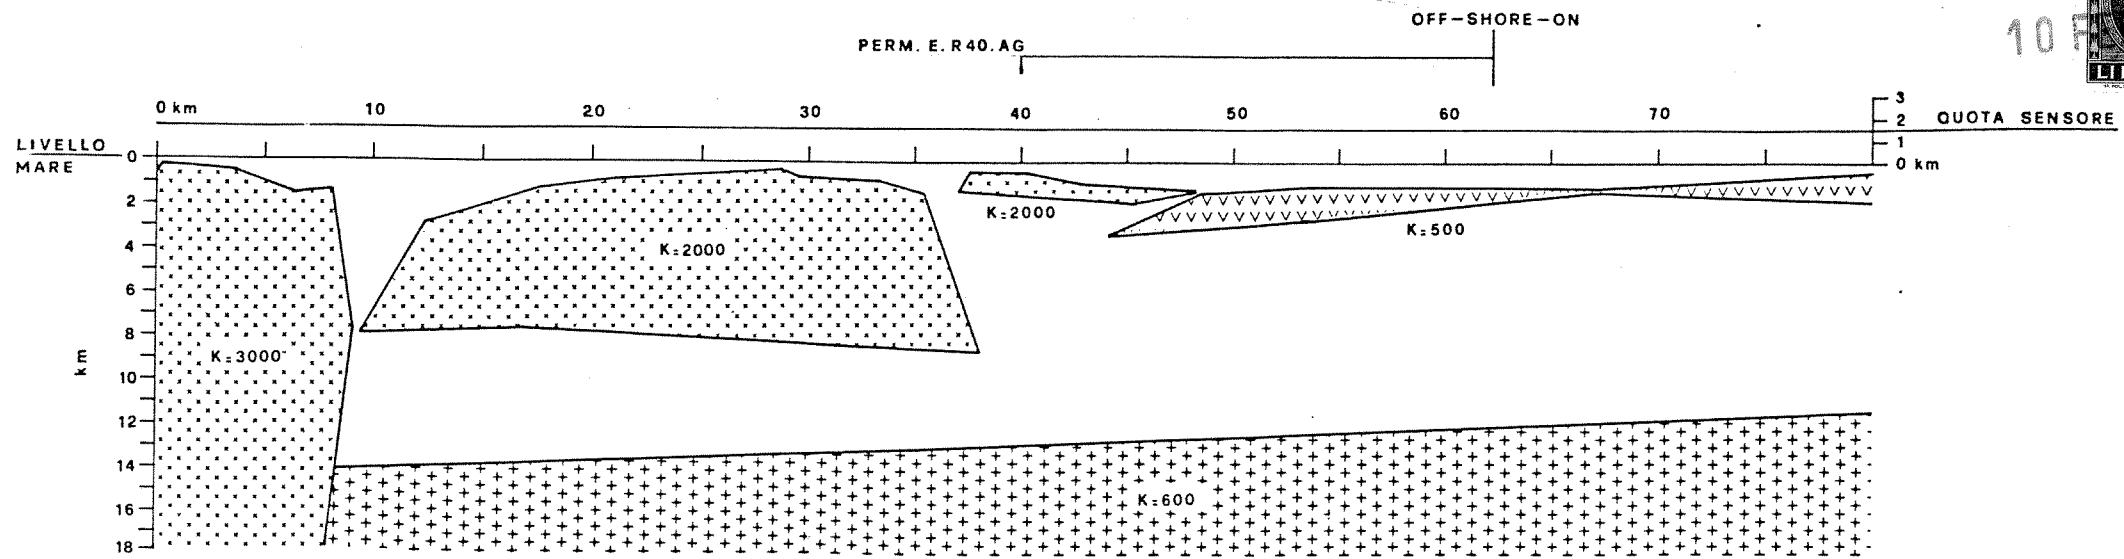 OFF-SHORE-ON
10 F
PERM. E. R40. AG
LI
0 km 10 20 30 40 50 60 70
3
2
1
0 km
QUOTA SENSORE
LIVELLO
MARE
0
2
4
6
8
10
12
14
16
18
km
K=3000
K=2000
K=2000
K=500
K=600